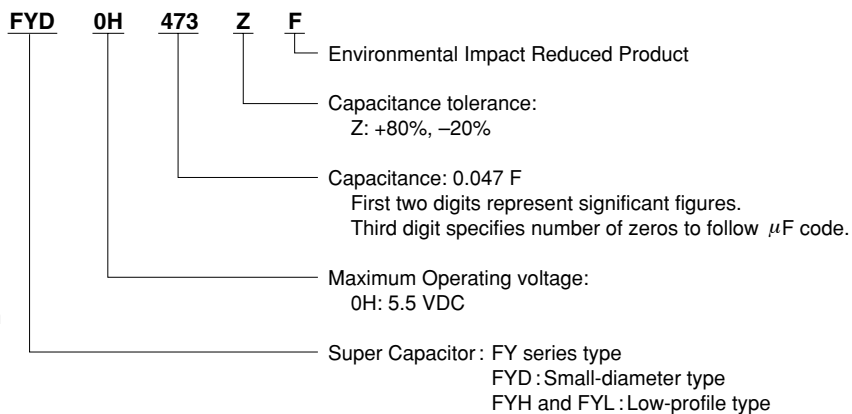 FYD 0H 473 Z F
Environmental Impact Reduced Product
Capacitance tolerance:
Z: +80%, –20%
Capacitance: 0.047 F
First two digits represent significant figures.
Third digit specifies number of zeros to follow μF code.
Maximum Operating voltage:
0H: 5.5 VDC
Super Capacitor : FY series type
FYD : Small-diameter type
FYH and FYL : Low-profile type